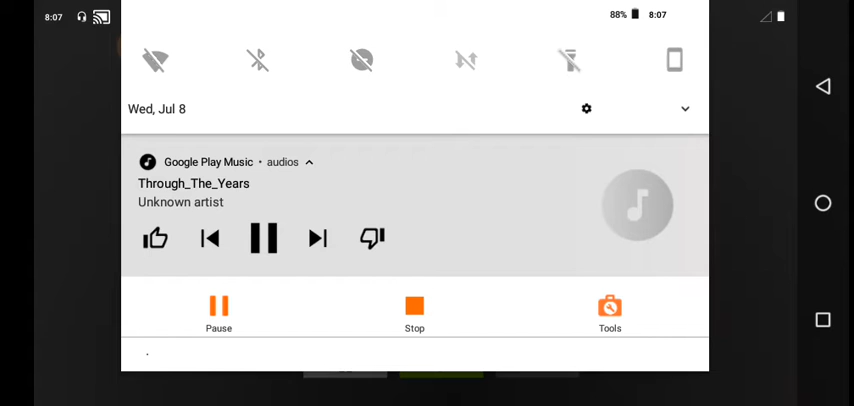 8:07
88% 8:07
Wed, Jul 8
Google Play Music • audios
Through_The_Years
Unknown artist
Pause Stop Tools